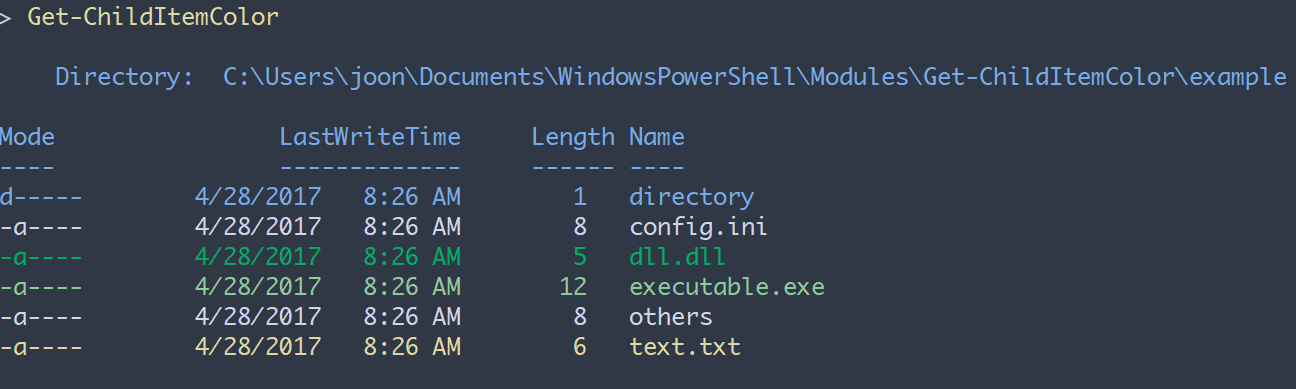 > Get-ChildItemColor
Directory: C:\Users\joon\Documents\WindowsPowerShell\Modules\Get-ChildItemColor\example
Mode LastWriteTime Length Name
---- ------------- ------ ----
d----- 4/28/2017 8:26 AM 1 directory
-a---- 4/28/2017 8:26 AM 8 config.ini
-a---- 4/28/2017 8:26 AM 5 dll.dll
-a---- 4/28/2017 8:26 AM 12 executable.exe
-a---- 4/28/2017 8:26 AM 8 others
-a---- 4/28/2017 8:26 AM 6 text.txt